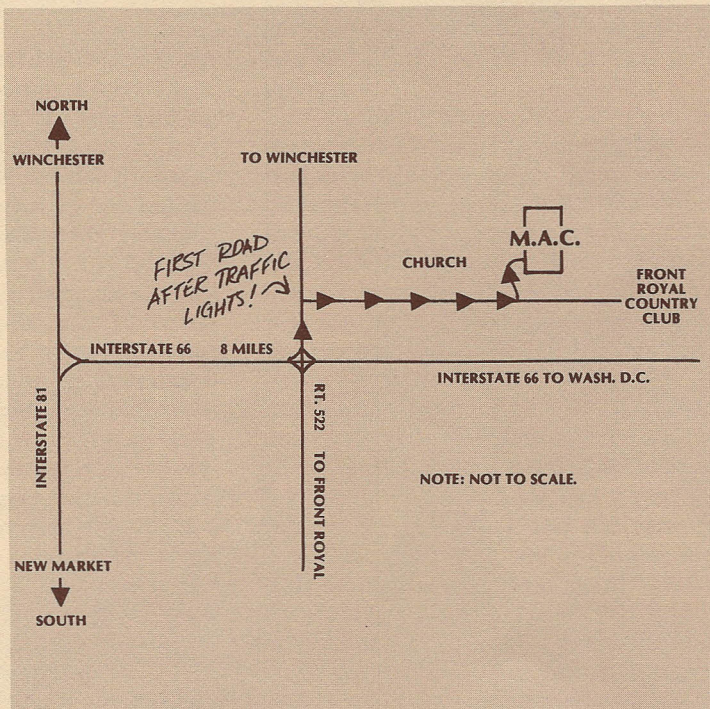 NORTH
WINCHESTER
TO WINCHESTER
FIRST ROAD
AFTER TRAFFIC
LIGHTS!
CHURCH
M.A.C.
FRONT
ROYAL
COUNTRY
CLUB
INTERSTATE 66
8 MILES
INTERSTATE 66 TO WASH. D.C.
INTERSTATE 81
RT. 522 TO FRONT ROYAL
NOTE: NOT TO SCALE.
NEW MARKET
SOUTH